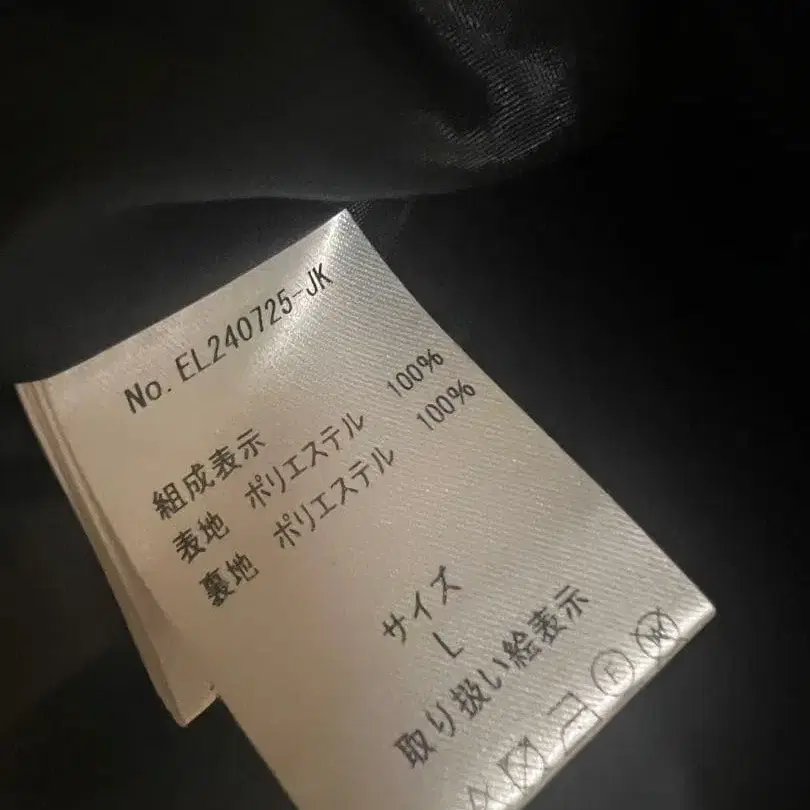 No. EL240725-JK
組成表示
表地 ポリエステル 100%
裏地 ポリエステル 100%
サイズ
L
取り扱い絵表示